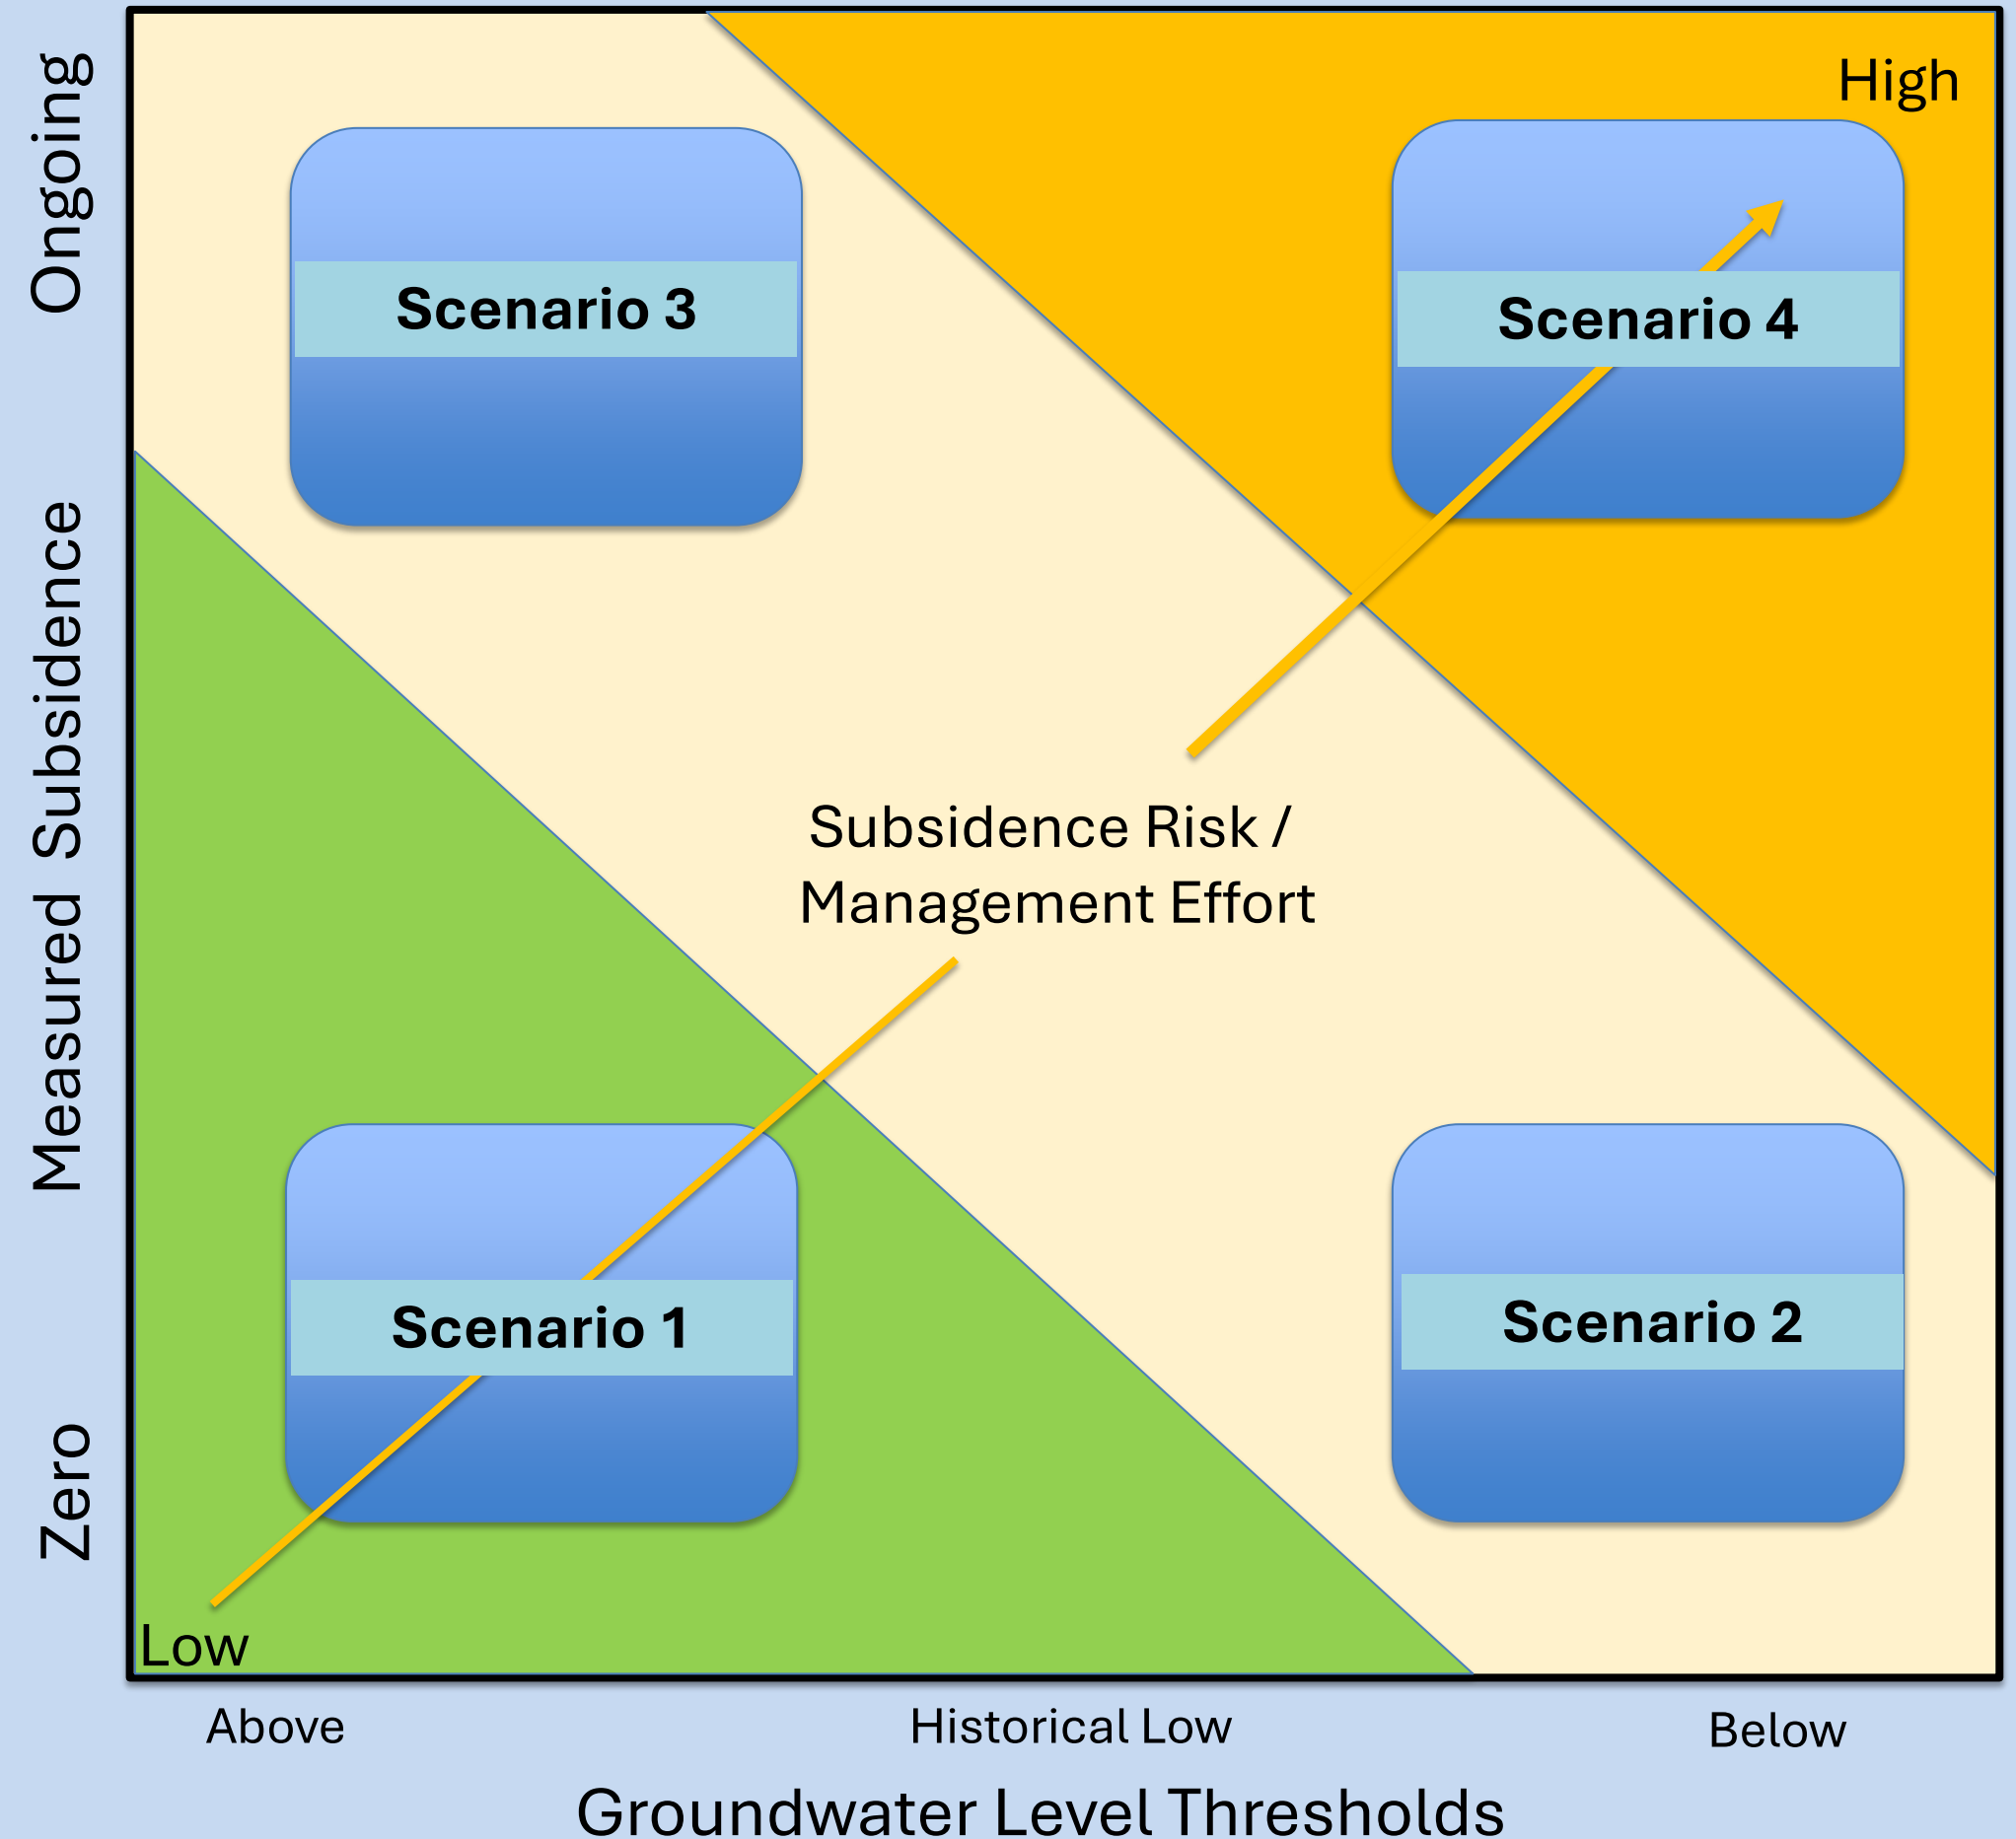 High
Ongoing
Scenario 3
Scenario 4
Measured Subsidence
Subsidence Risk /
Management Effort
Scenario 1
Scenario 2
Zero
Low
Above
Historical Low
Below
Groundwater Level Thresholds